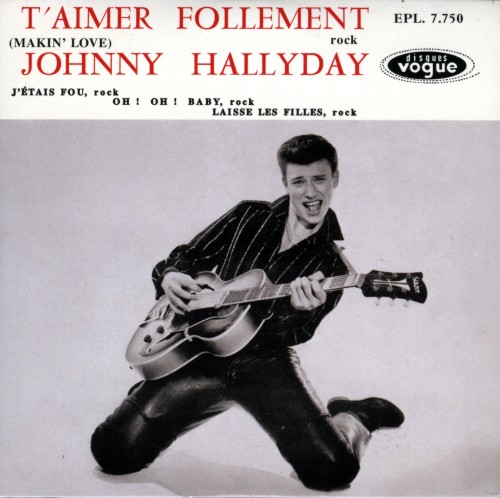 T'AIMER FOLLEMENT
EPL. 7.750
(MAKIN' LOVE)
rock
JOHNNY HALLYDAY
disques
vogue
J'ÉTAIS FOU, rock
OH ! OH ! BABY, rock
LAISSE LES FILLES, rock